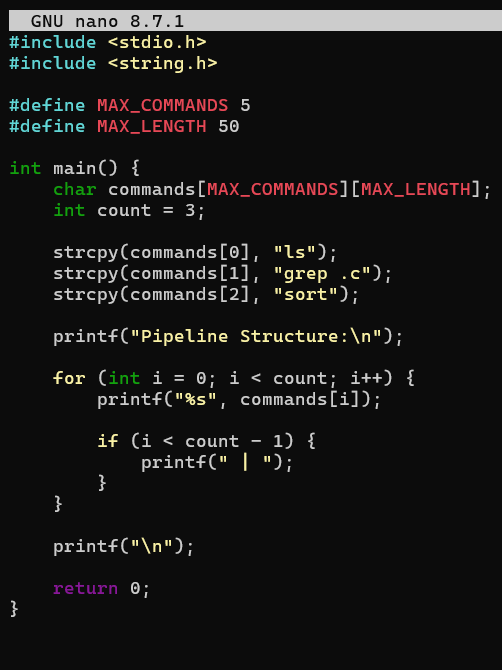 GNU nano 8.7.1
#include <stdio.h>
#include <string.h>

#define MAX_COMMANDS 5
#define MAX_LENGTH 50

int main() {
    char commands[MAX_COMMANDS][MAX_LENGTH];
    int count = 3;

    strcpy(commands[0], "ls");
    strcpy(commands[1], "grep .c");
    strcpy(commands[2], "sort");

    printf("Pipeline Structure:\n");

    for (int i = 0; i < count; i++) {
        printf("%s", commands[i]);

        if (i < count - 1) {
            printf(" | ");
        }
    }

    printf("\n");

    return 0;
}